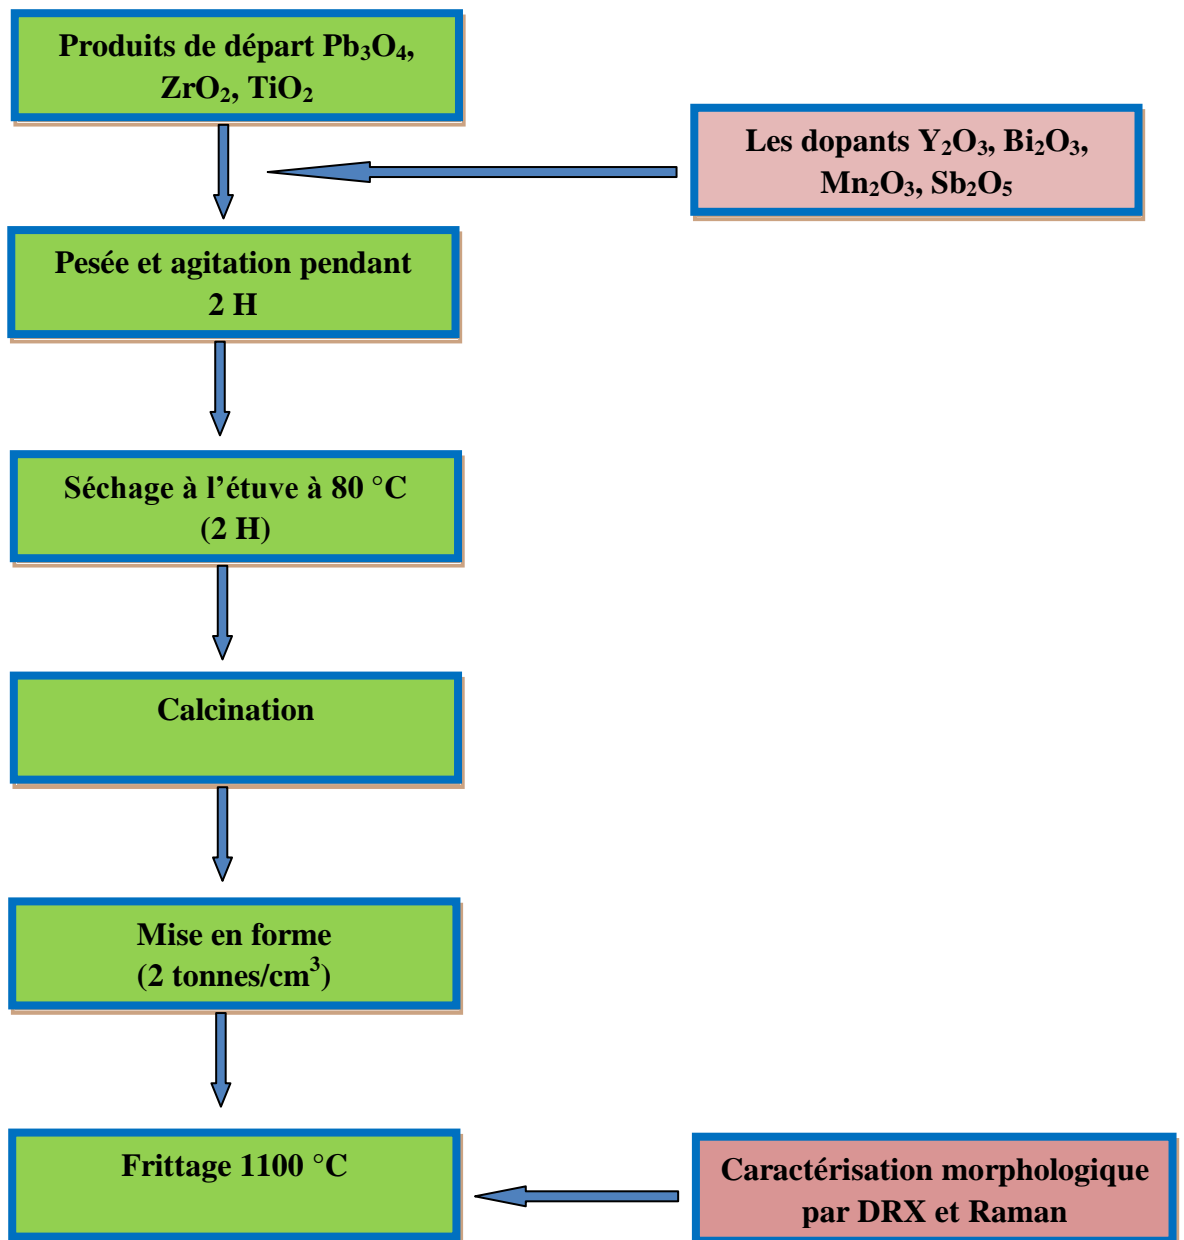 Produits de départ Pb₃O₄,
ZrO₂, TiO₂
Les dopants Y₂O₃, Bi₂O₃,
Mn₂O₃, Sb₂O₅
Pesée et agitation pendant
2 H
Séchage à l’étuve à 80 °C
(2 H)
Calcination
Mise en forme
(2 tonnes/cm³)
Frittage 1100 °C
Caractérisation morphologique
par DRX et Raman